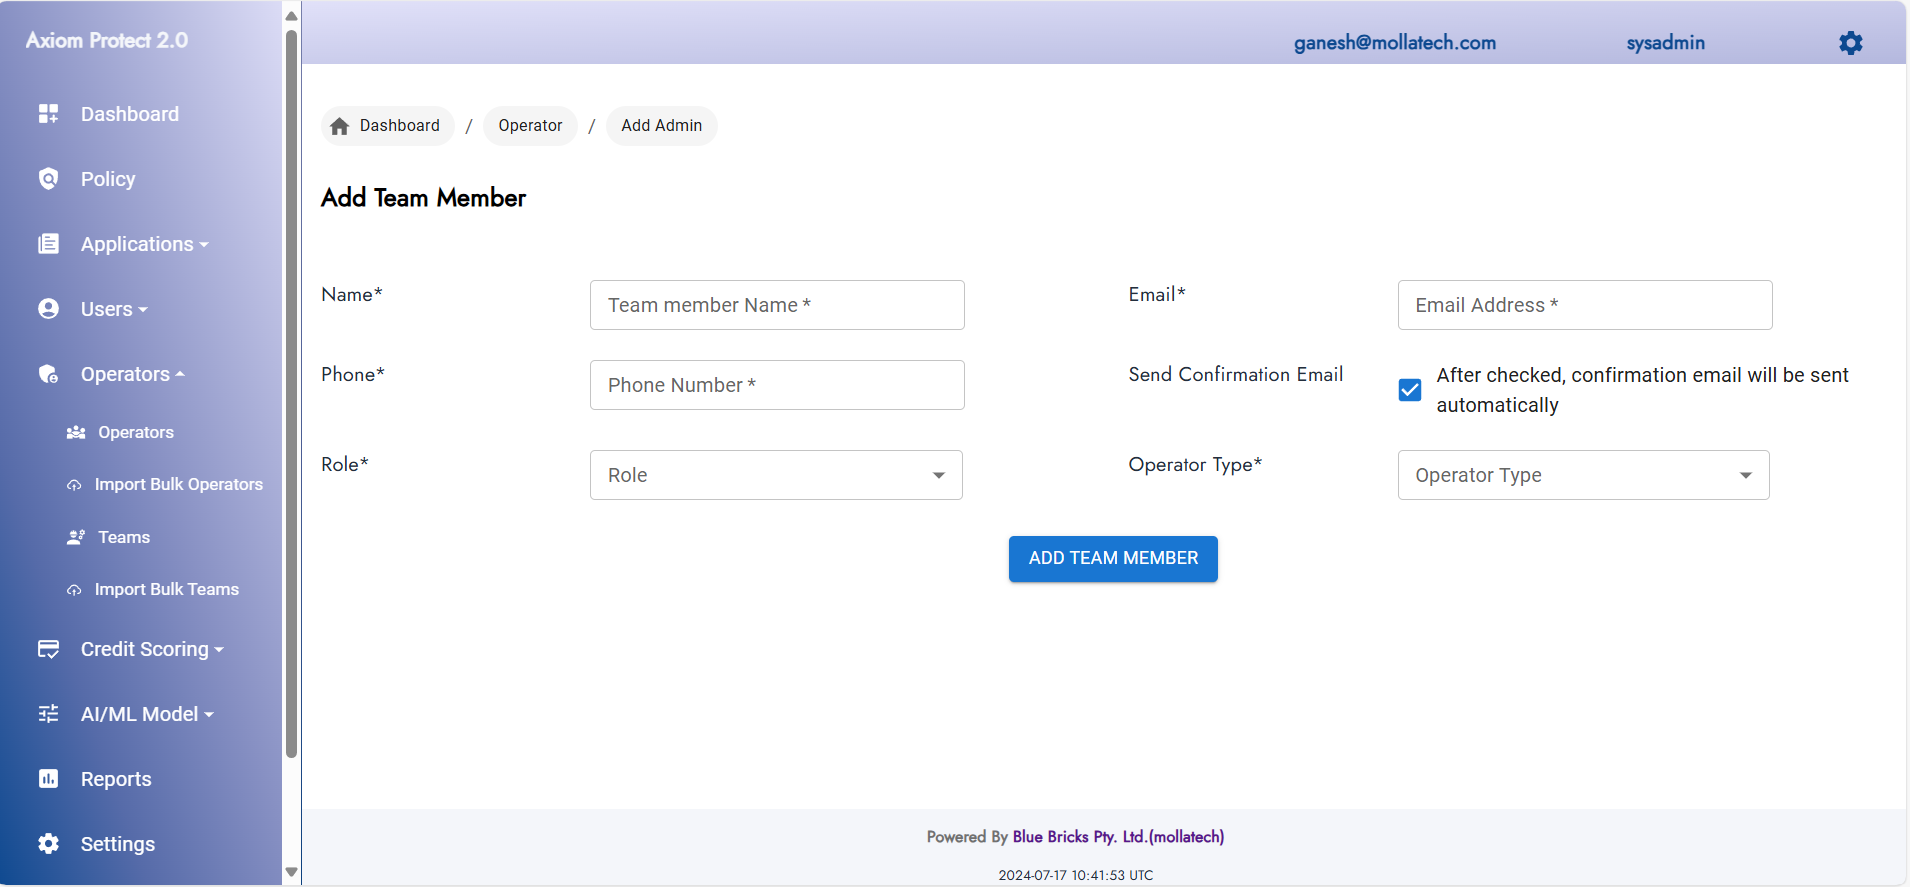 Axiom Protect 2.0
Dashboard
Policy
Applications
Users
Operators
Operators
Import Bulk Operators
Teams
Import Bulk Teams
Credit Scoring
AI/ML Model
Reports
Settings
ganesh@mollatech.com
sysadmin
Dashboard / Operator / Add Admin
Add Team Member
Name*
Team member Name *
Email*
Email Address *
Phone*
Phone Number *
Send Confirmation Email
After checked, confirmation email will be sent
automatically
Role*
Role
Operator Type*
Operator Type
ADD TEAM MEMBER
Powered By Blue Bricks Pty. Ltd.(mollatech)
2024-07-17 10:41:53 UTC